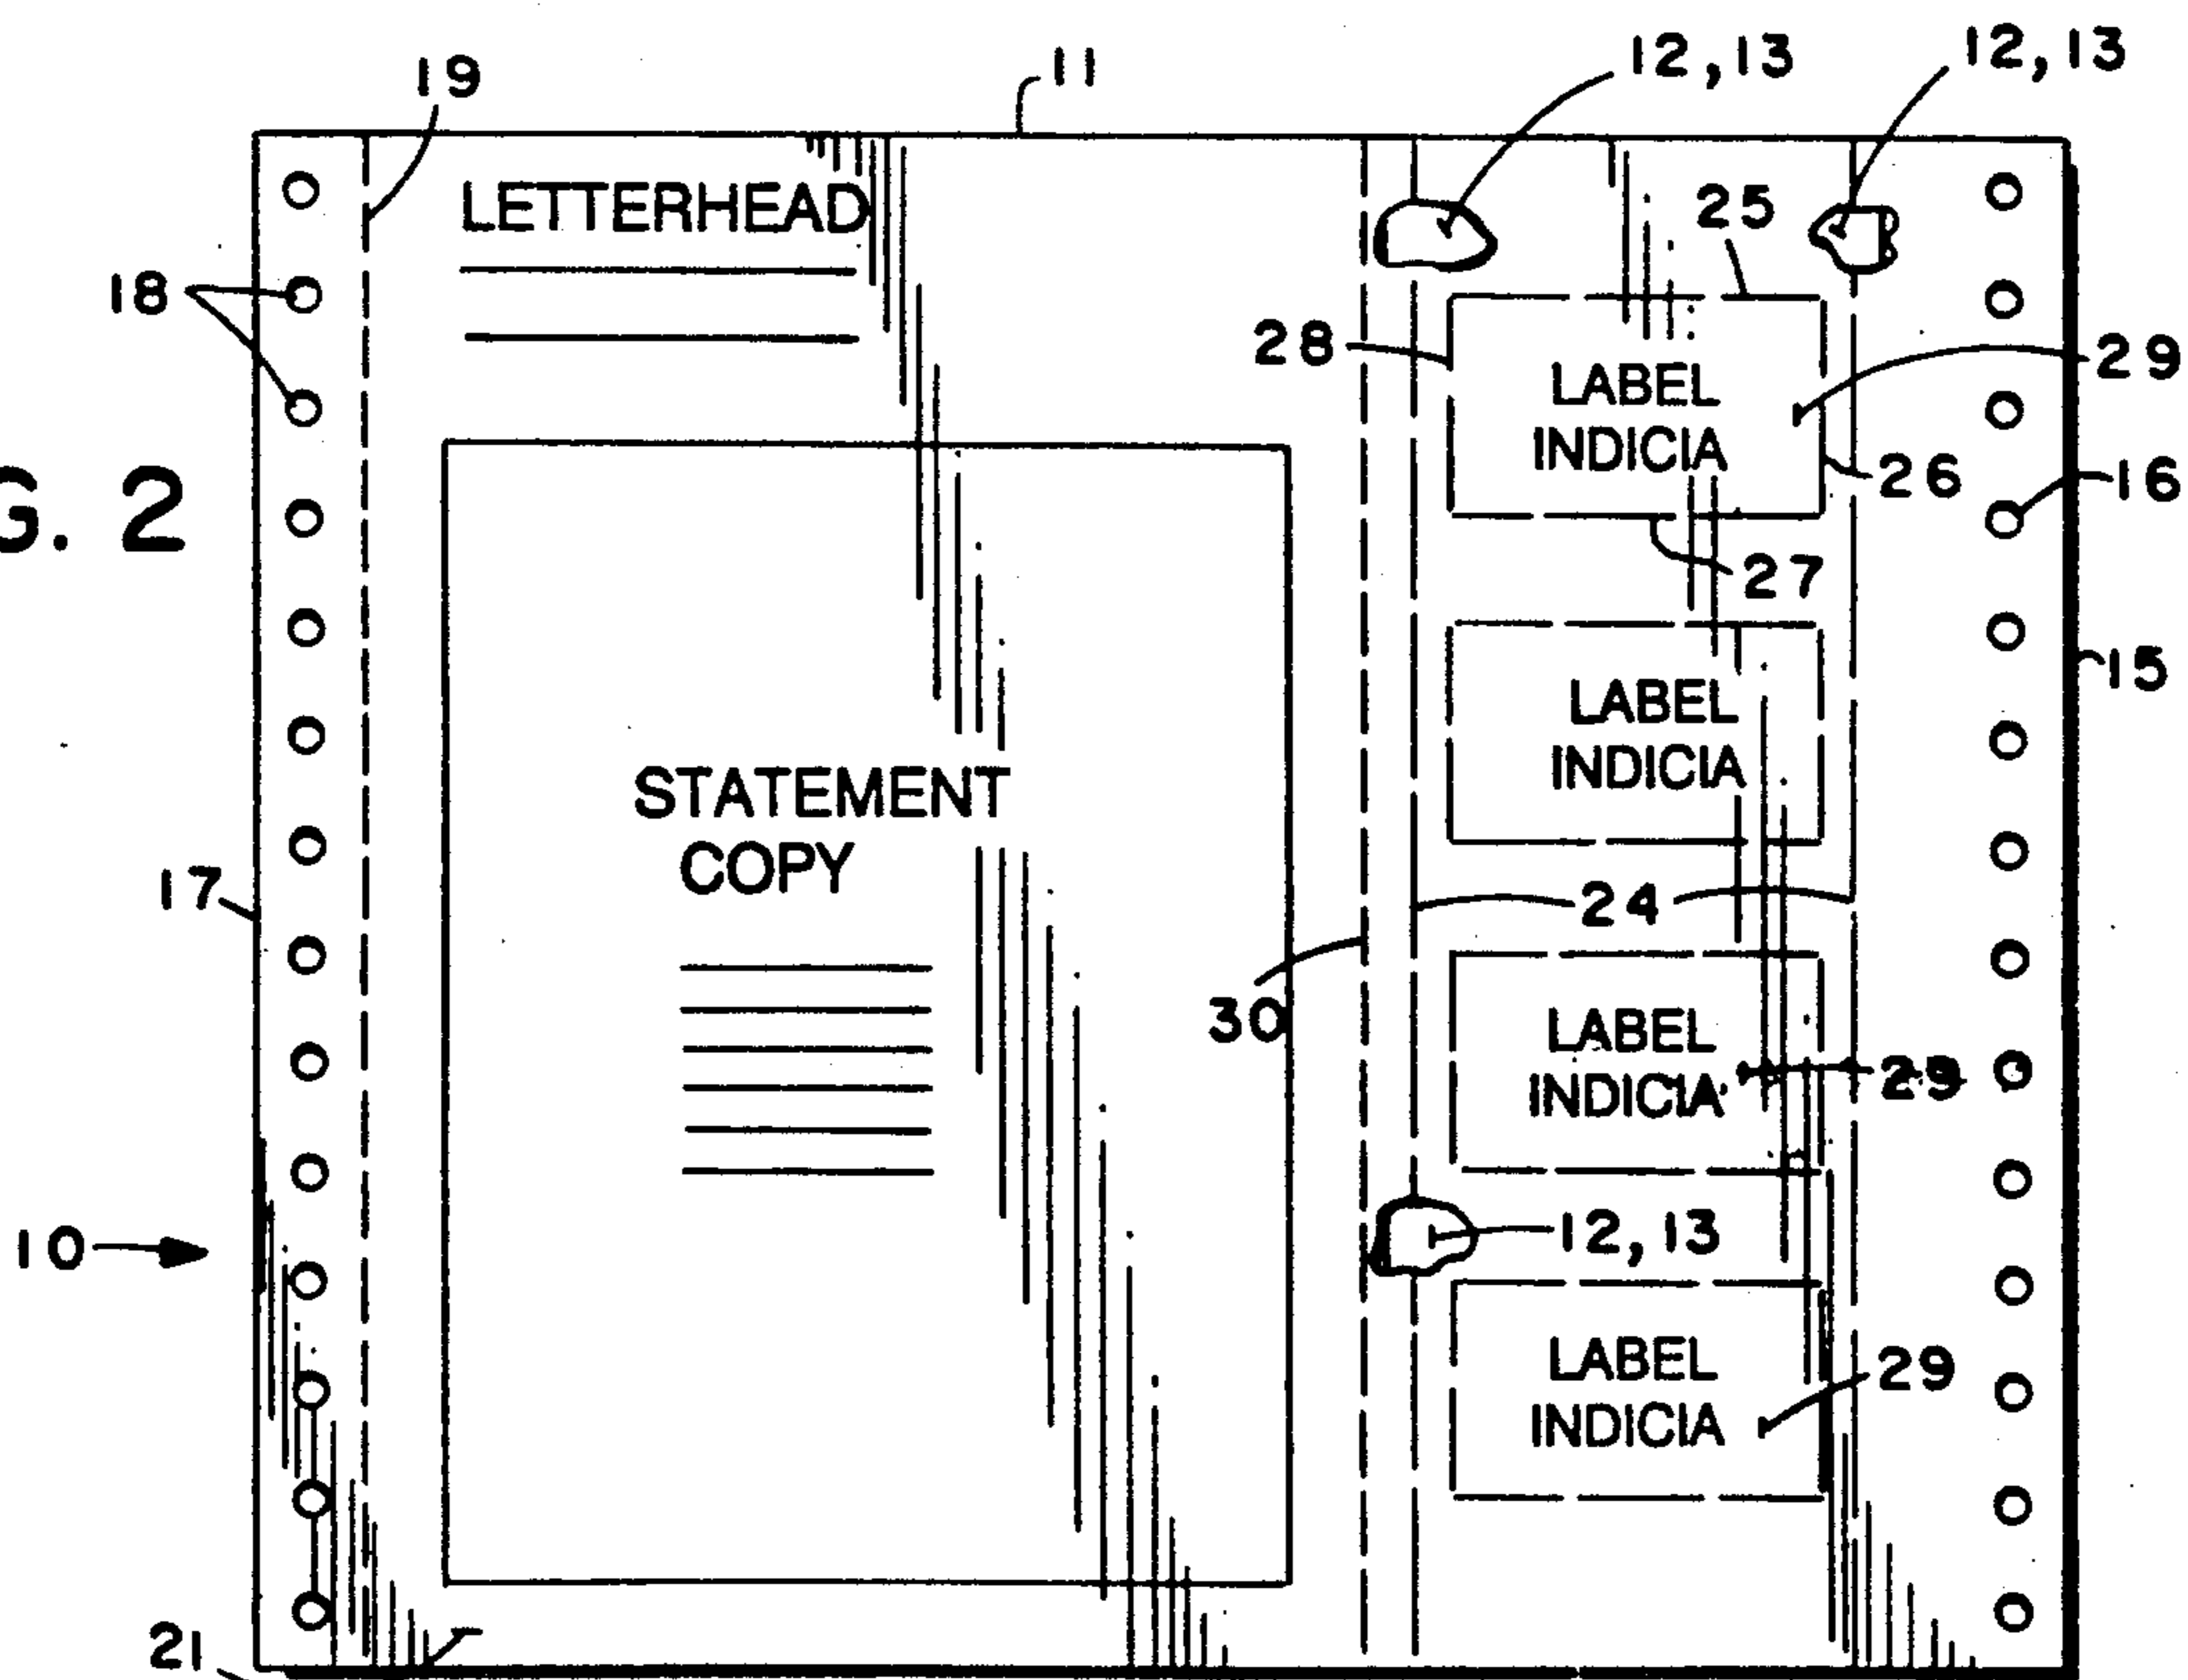 19
11
12,13
12,13
LETTERHEAD
25
18
28
29
LABEL
INDICIA
26
16
G. 2
27
15
LABEL
INDICIA
STATEMENT
COPY
17
24
30
LABEL
INDICIA
29
10
12,13
LABEL
INDICIA
29
21